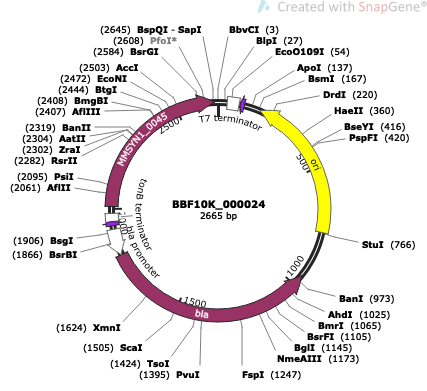 Created with SnapGene®
(2645) BspQI - SapI
(2608) PfoI*
(2584) BsrGI
(2503) AccI
(2472) EcoNI
(2444) BtgI
(2408) BmgBI
(2407) AflIII
(2319) BanII
(2304) AatII
(2302) ZraI
(2282) RsrII
(2095) PsiI
(2061) AflII
(1906) BsgI
(1866) BsrBI
(1624) XmnI
(1505) ScaI
(1424) TsoI
(1395) PvuI
BbvCI (3)
BlpI (27)
EcoO109I (54)
ApoI (137)
BsmI (167)
DrdI (220)
HaeII (360)
BseYI (416)
PspFI (420)
StuI (766)
BanI (973)
AhdI (1025)
BmrI (1065)
BsrFI (1105)
BglI (1145)
NmeAIII (1173)
FspI (1247)
T7 terminator
MMSYN1_0045
ori
bla
bla promoter
tonB terminator
500
1000
1500
2000
2500
BBF10K_000024
2665 bp